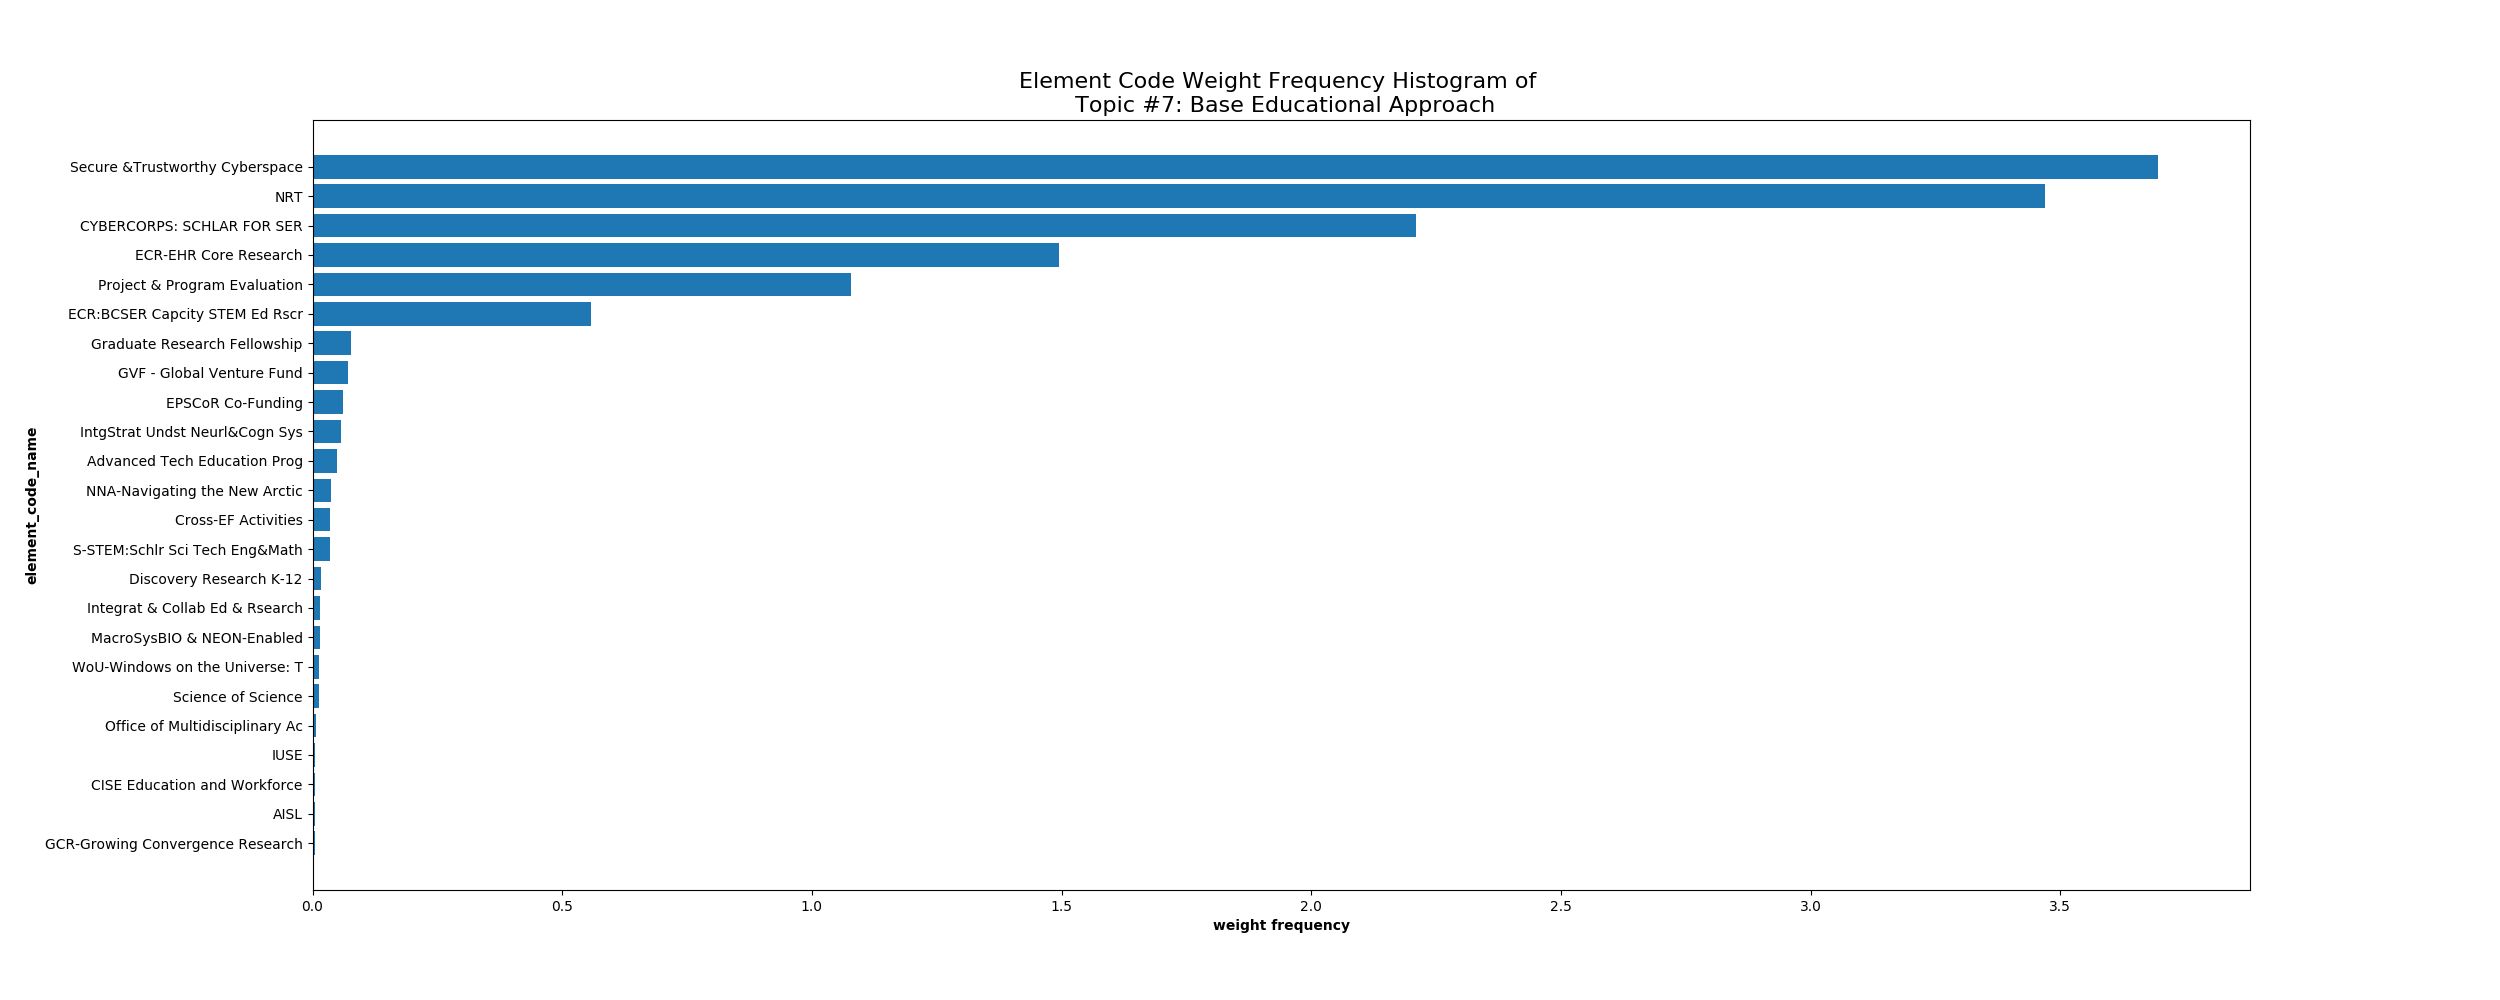 Element Code Weight Frequency Histogram of
Topic #7: Base Educational Approach
element_code_name
Secure &Trustworthy Cyberspace
NRT
CYBERCORPS: SCHLAR FOR SER
ECR-EHR Core Research
Project & Program Evaluation
ECR:BCSER Capcity STEM Ed Rscr
Graduate Research Fellowship
GVF - Global Venture Fund
EPSCoR Co-Funding
IntgStrat Undst Neurl&Cogn Sys
Advanced Tech Education Prog
NNA-Navigating the New Arctic
Cross-EF Activities
S-STEM:Schlr Sci Tech Eng&Math
Discovery Research K-12
Integrat & Collab Ed & Rsearch
MacroSysBIO & NEON-Enabled
WoU-Windows on the Universe: T
Science of Science
Office of Multidisciplinary Ac
IUSE
CISE Education and Workforce
AISL
GCR-Growing Convergence Research
0.0 0.5 1.0 1.5 2.0 2.5 3.0 3.5
weight frequency